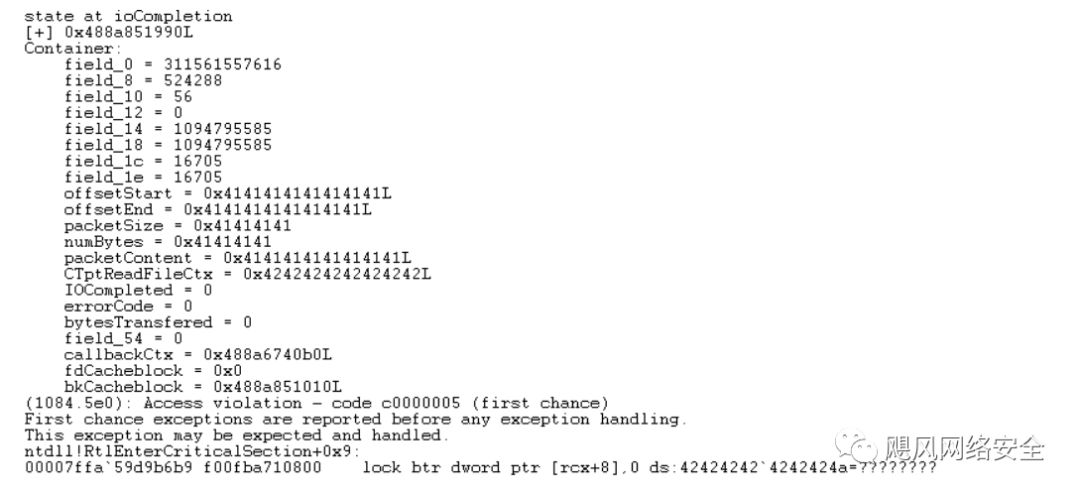 state at ioCompletion
[+] 0x488a851990L
Container:
field_0 = 311561557616
field_8 = 524288
field_10 = 56
field_12 = 0
field_14 = 1094795585
field_18 = 1094795585
field_1c = 16705
field_1e = 16705
offsetStart = 0x4141414141414141L
offsetEnd = 0x4141414141414141L
packetSize = 0x41414141
numBytes = 0x41414141
packetContent = 0x4141414141414141L
CTptReadFileCtx = 0x4242424242424242L
IOCompleted = 0
errorCode = 0
bytesTransfered = 0
field_54 = 0
callbackCtx = 0x488a6740b0L
fdCacheblock = 0x0
bkCacheblock = 0x488a851010L
(1084.5e0): Access violation - code c0000005 (first chance)
First chance exceptions are reported before any exception handling.
This exception may be expected and handled.
ntdll!RtlEnterCriticalSection+0x9:
00007ffa`59d9b6b9 f00fba710800 lock btr dword ptr [rcx+8],0 ds:42424242`4242424a=????????
飓风网络安全